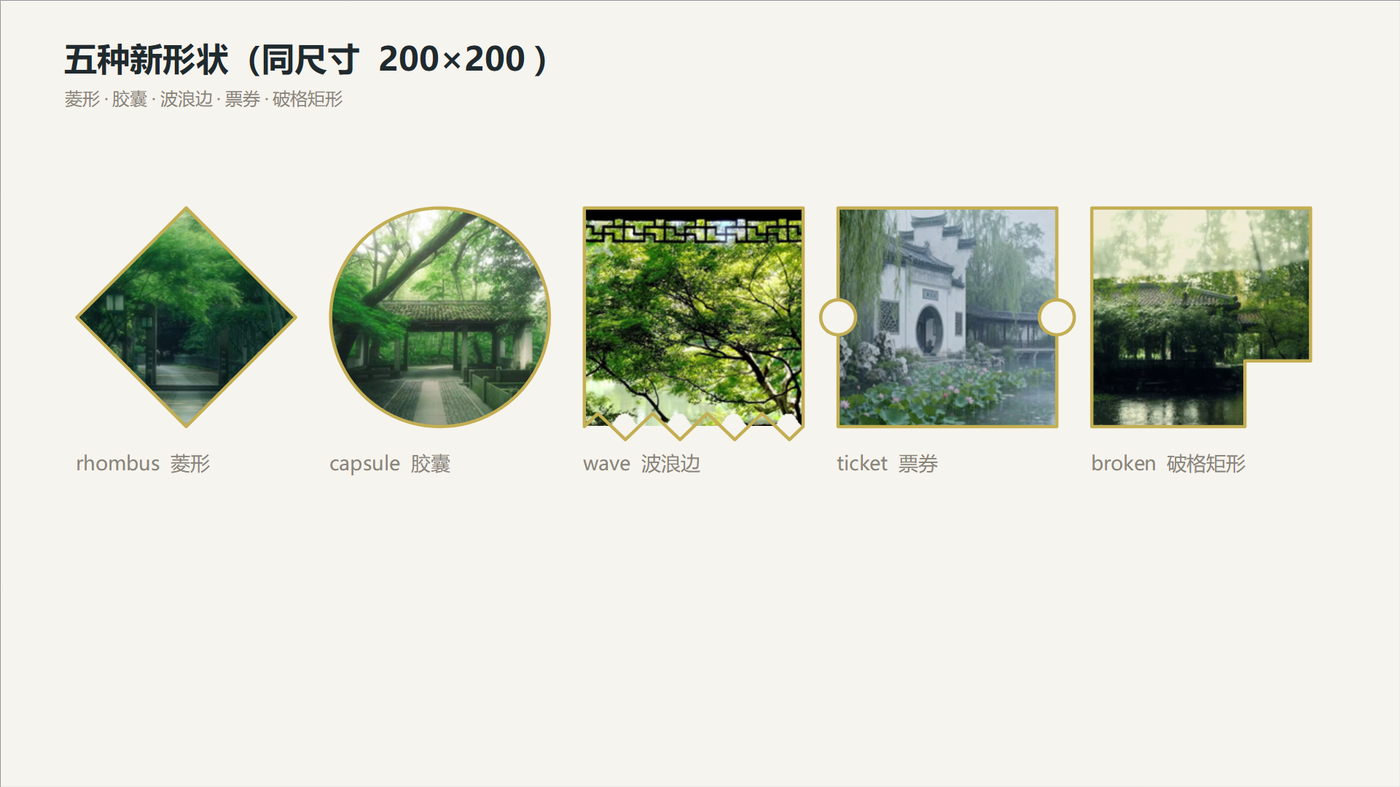 五种新形状（同尺寸 200×200）
菱形 · 胶囊 · 波浪边 · 票券 · 破格矩形
rhombus 菱形
capsule 胶囊
wave 波浪边
ticket 票券
broken 破格矩形